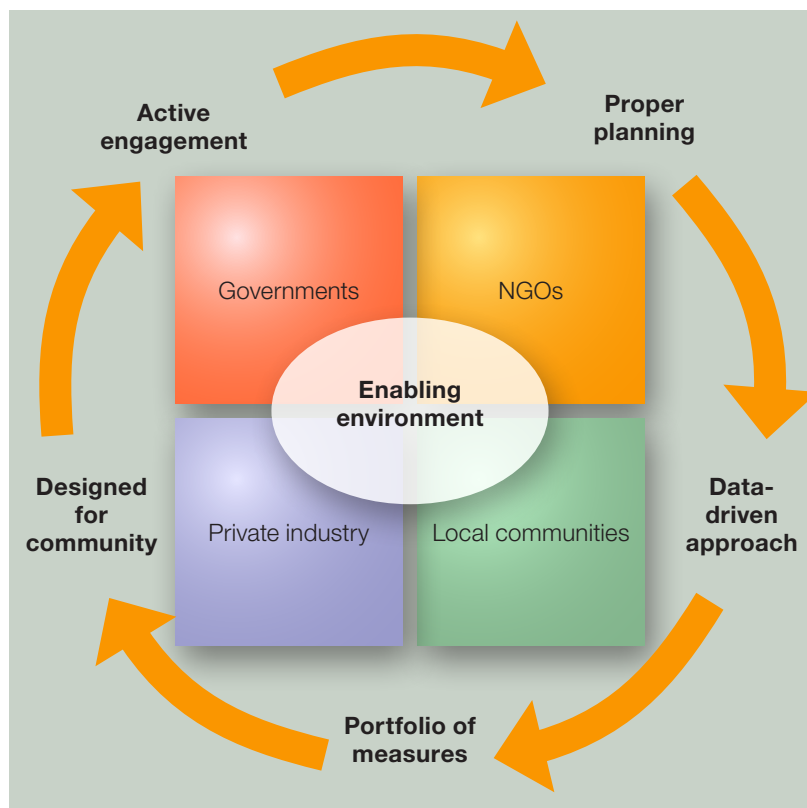 Active
engagement
Proper
planning
Governments
NGOs
Enabling
environment
Designed
for
community
Private industry
Local communities
Data-
driven
approach
Portfolio of
measures